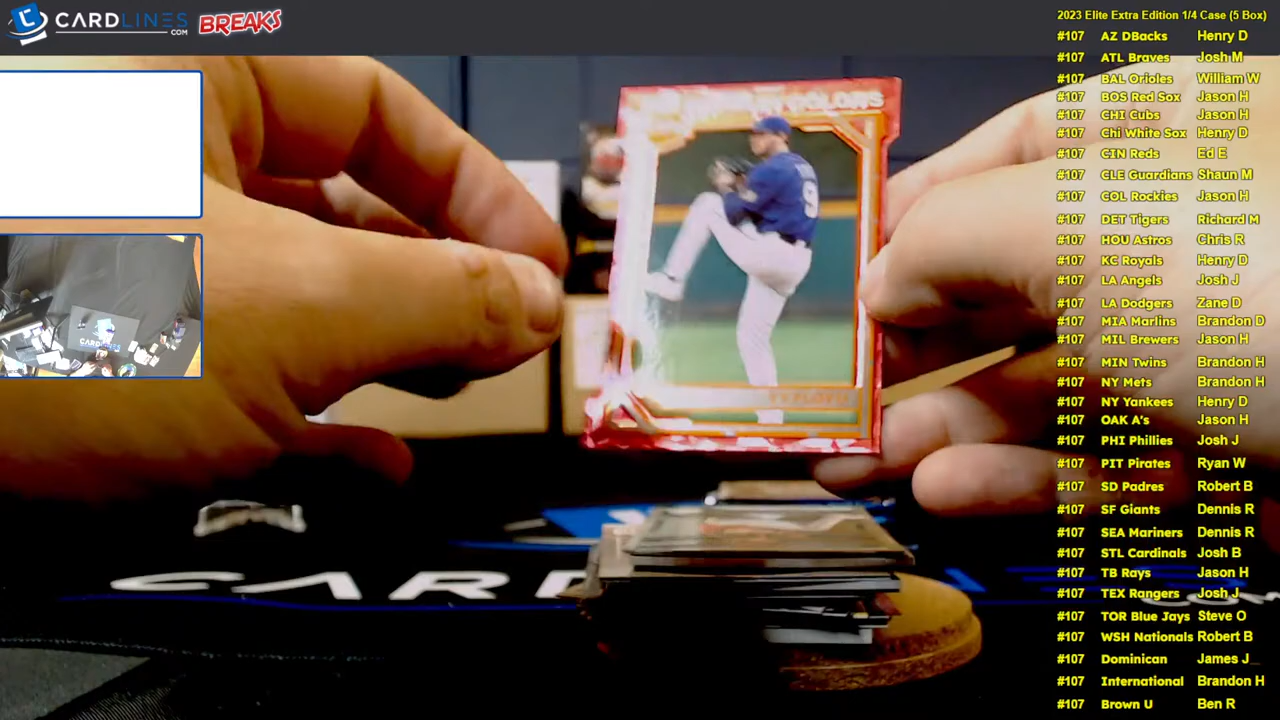 CARDLINES
.COM
BREAKS
2023 Elite Extra Edition 1/4 Case (5 Box)
#107 AZ DBacks Henry D
#107 ATL Braves Josh M
#107 BAL Orioles William W
#107 BOS Red Sox Jason H
#107 CHI Cubs Jason H
#107 Chi White Sox Henry D
#107 CIN Reds Ed E
#107 CLE Guardians Shaun M
#107 COL Rockies Jason H
#107 DET Tigers Richard M
#107 HOU Astros Chris R
#107 KC Royals Henry D
#107 LA Angels Josh J
#107 LA Dodgers Zane D
#107 MIA Marlins Brandon D
#107 MIL Brewers Jason H
#107 MIN Twins Brandon H
#107 NY Mets Brandon H
#107 NY Yankees Henry D
#107 OAK A's Jason H
#107 PHI Phillies Josh J
#107 PIT Pirates Ryan W
#107 SD Padres Robert B
#107 SF Giants Dennis R
#107 SEA Mariners Dennis R
#107 STL Cardinals Josh B
#107 TB Rays Jason H
#107 TEX Rangers Josh J
#107 TOR Blue Jays Steve O
#107 WSH Nationals Robert B
#107 Dominican James J
#107 International Brandon H
#107 Brown U Ben R
COLORS
9
CARD